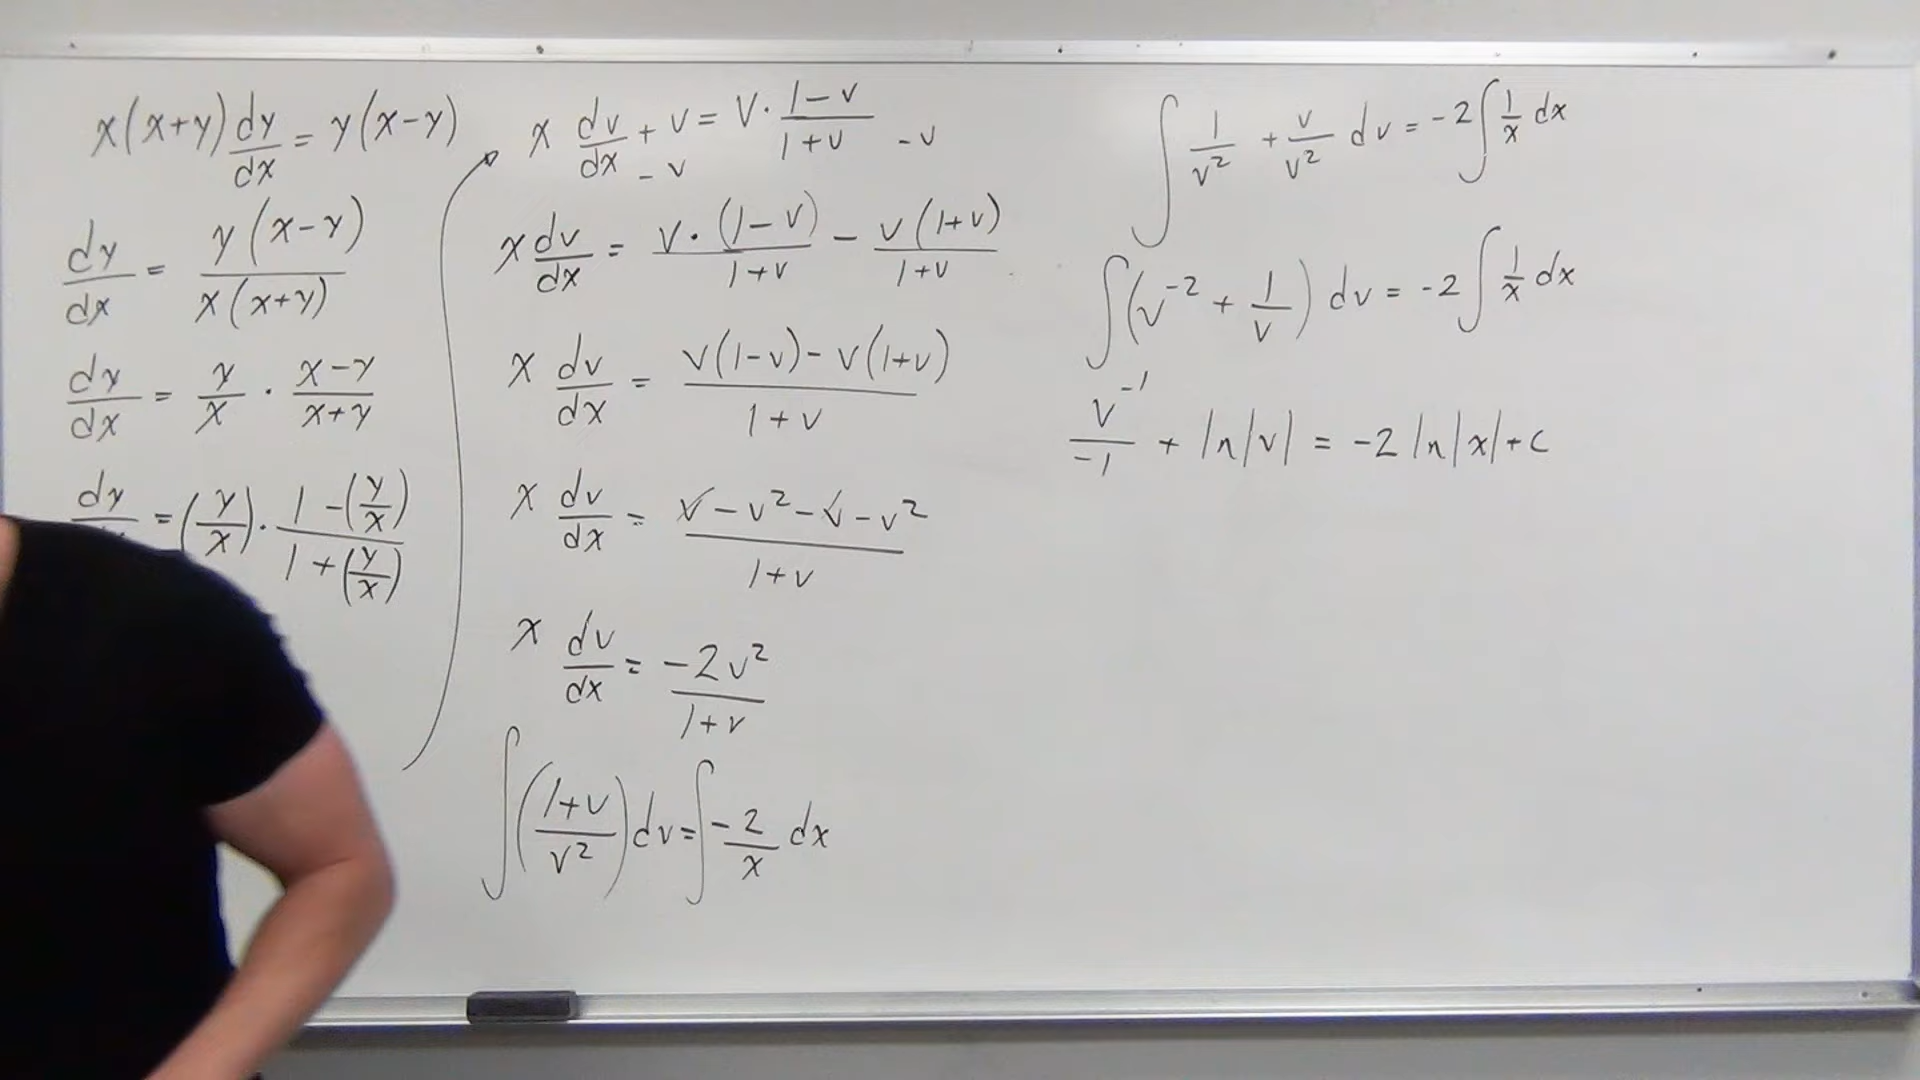 x(x+y) dy/dx = y(x-y)
dy/dx = y(x-y)/x(x+y)
dy/dx = y/x · x-y/x+y
dy = (y/x) · 1-(y/x)/1+(y/x)
x dv/dx + v = v · 1-v/1+v - v
- v
x dv/dx = v·(1-v)/1+v - v(1+v)/1+v
x dv/dx = v(1-v)-v(1+v)/1+v
x dv/dx = v-v²-v-v²/1+v
x dv/dx = -2v²/1+v
∫(1+v/v²)dv = ∫-2/x dx
∫ 1/v² + v/v² dv = -2∫1/x dx
∫(v⁻² + 1/v) dv = -2∫1/x dx
v⁻¹/-1 + ln|v| = -2 ln|x|+c